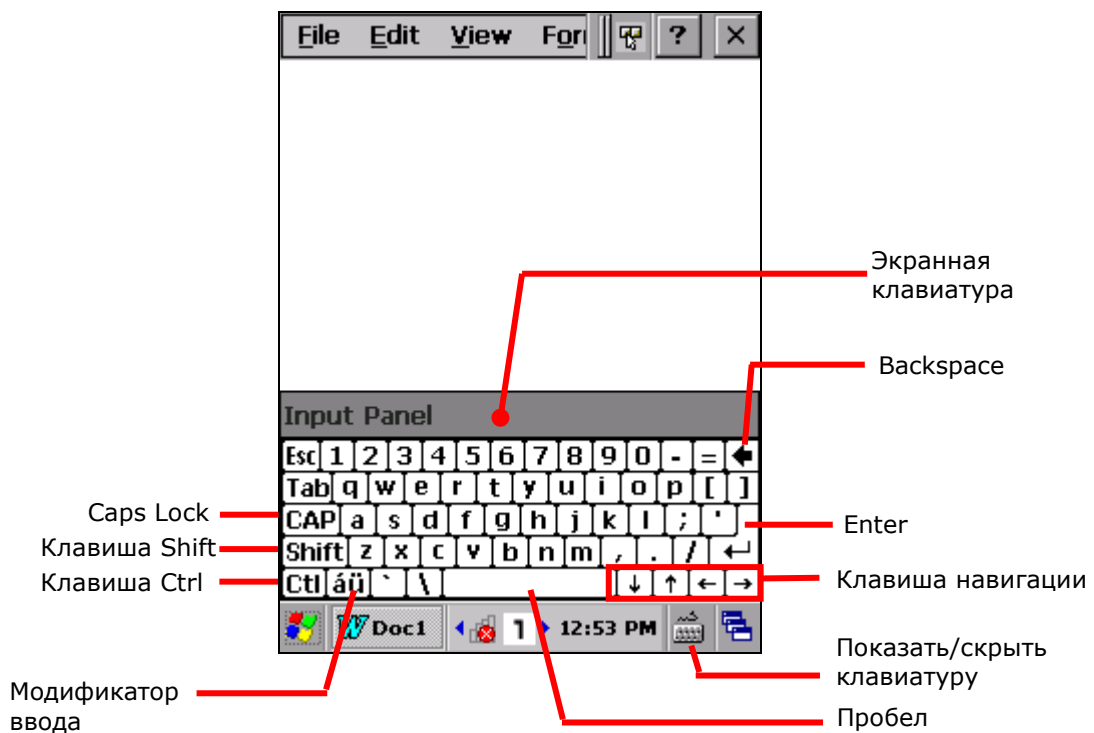 File Edit View For ?
Экранная
клавиатура
Backspace
Input Panel
Esc 1 2 3 4 5 6 7 8 9 0 - =
Tab q w e r t y u i o p [ ]
Caps Lock
CAP a s d f g h j k l ; '
Enter
Клавиша Shift
Shift z x c v b n m , . /
Клавиша Ctrl
Ctl áü ` \ ↓ ↑ ← →
Клавиша навигации
Doc1 1 12:53 PM
Показать/скрыть
клавиатуру
Модификатор
ввода
Пробел